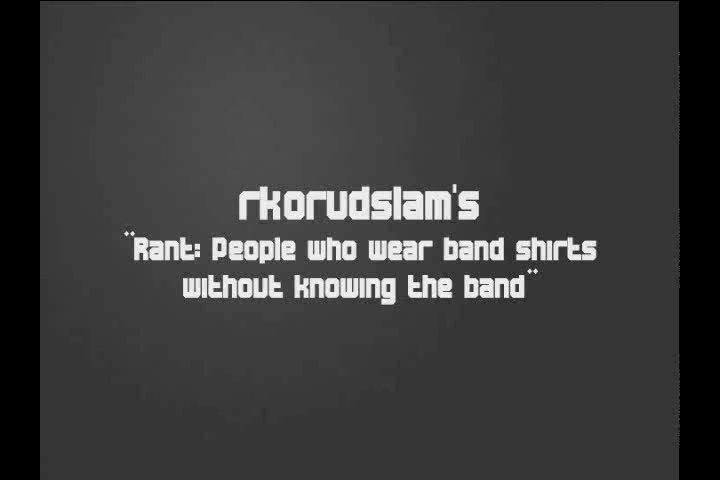 rkorudslam's
"Rant: People who wear band shirts
without knowing the band"